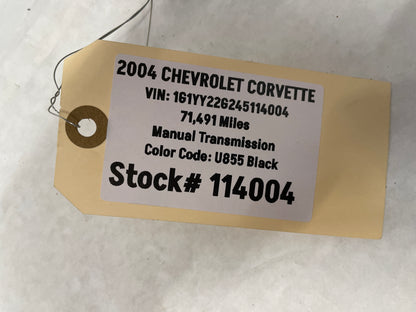 2004 CHEVROLET CORVETTE
VIN: 1G1YY22G245114004
71,491 Miles
Manual Transmission
Color Code: U855 Black
Stock# 114004